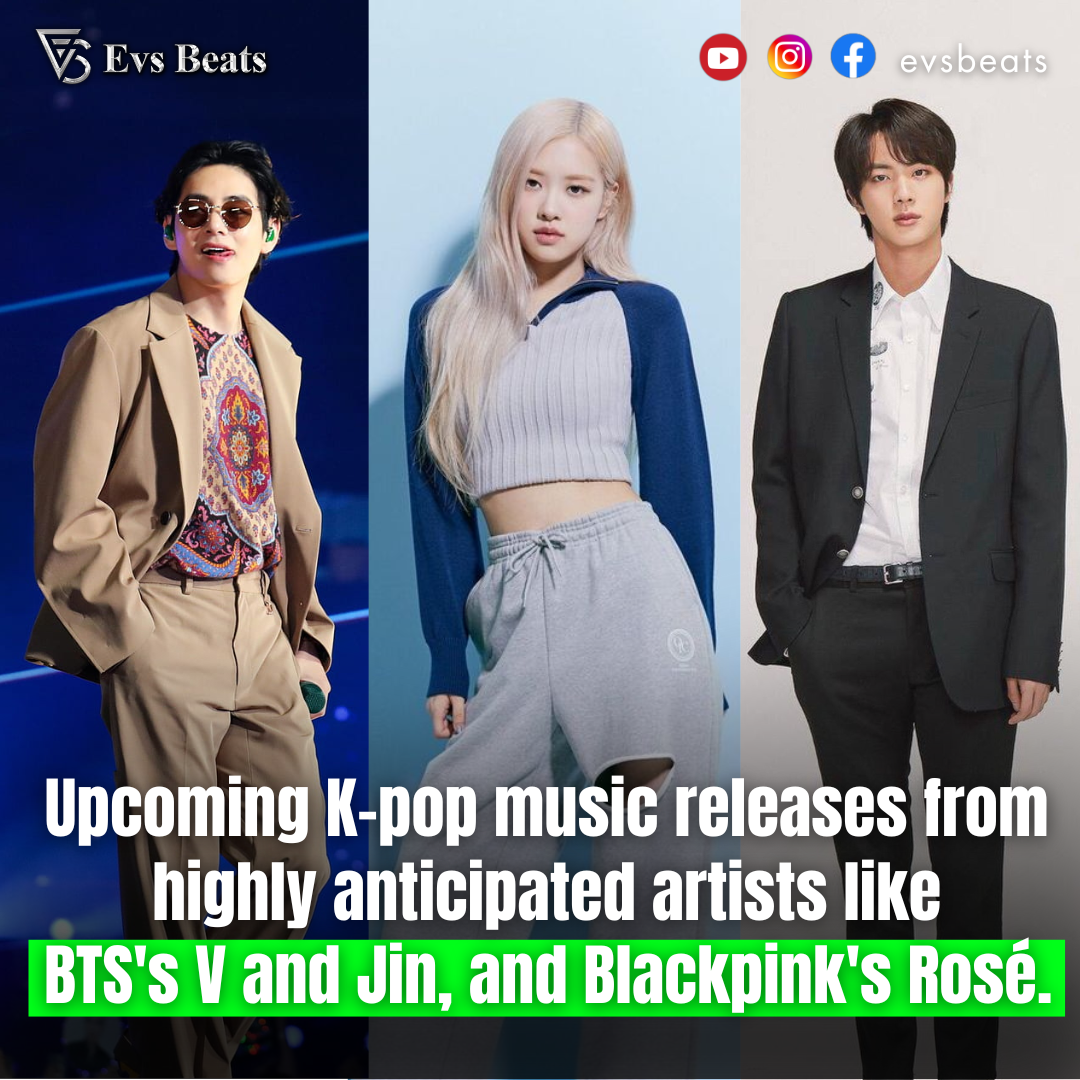 Evs Beats
evsbeats
Upcoming K-pop music releases from
highly anticipated artists like
BTS's V and Jin, and Blackpink's Rosé.